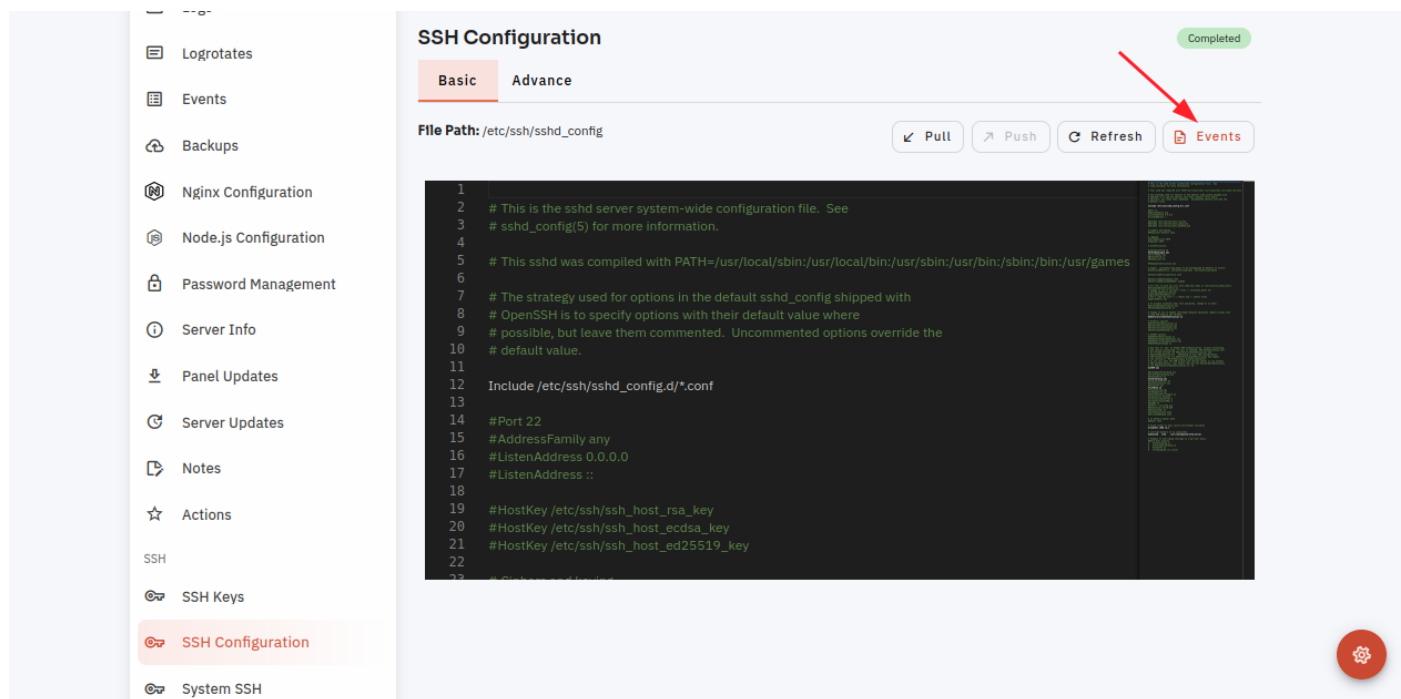 Logrotates
Events
Backups
Nginx Configuration
Node.js Configuration
Password Management
Server Info
Panel Updates
Server Updates
Notes
Actions
SSH
SSH Keys
SSH Configuration
System SSH
SSH Configuration
Completed
Basic
Advance
File Path: /etc/ssh/sshd_config
Pull
Push
Refresh
Events
1
2 # This is the sshd server system-wide configuration file.  See
3 # sshd_config(5) for more information.
4
5 # This sshd was compiled with PATH=/usr/local/sbin:/usr/local/bin:/usr/sbin:/usr/bin:/sbin:/bin:/usr/games
6
7 # The strategy used for options in the default sshd_config shipped with
8 # OpenSSH is to specify options with their default value where
9 # possible, but leave them commented.  Uncommented options override the
10 # default value.
11
12 Include /etc/ssh/sshd_config.d/*.conf
13
14 #Port 22
15 #AddressFamily any
16 #ListenAddress 0.0.0.0
17 #ListenAddress ::
18
19 #HostKey /etc/ssh/ssh_host_rsa_key
20 #HostKey /etc/ssh/ssh_host_ecdsa_key
21 #HostKey /etc/ssh/ssh_host_ed25519_key
22
23 # Ciphers and keying